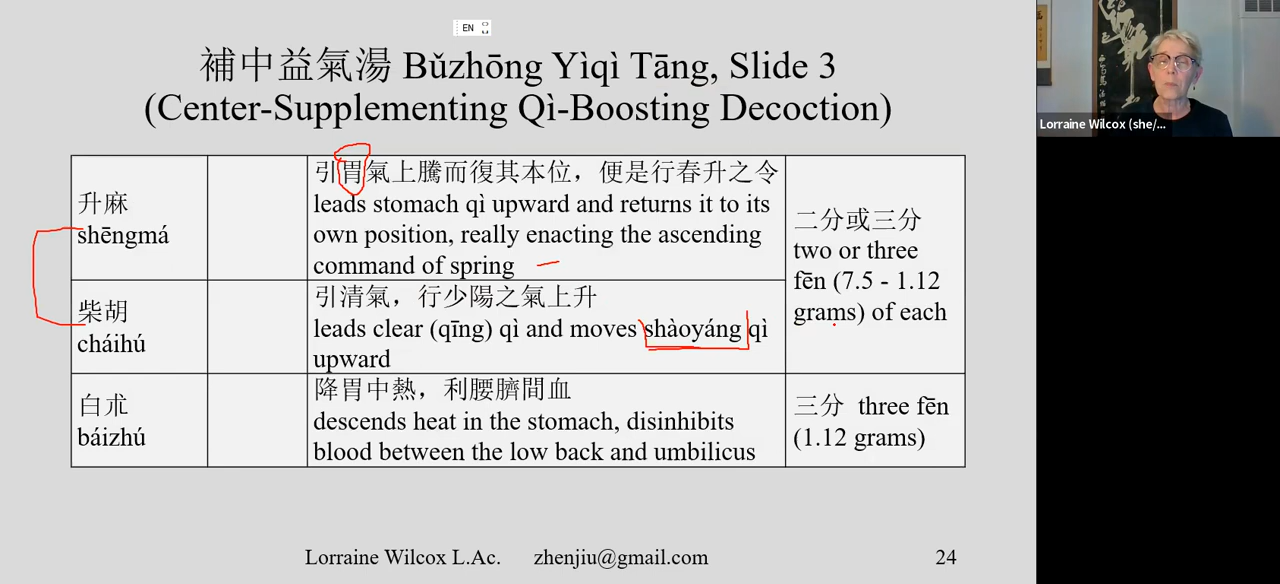 EN
補中益氣湯 Bǔzhōng Yìqì Tāng, Slide 3
(Center-Supplementing Qì-Boosting Decoction)
升麻
shēngmá
引胃氣上騰而復其本位，便是行春升之令
leads stomach qì upward and returns it to its
own position, really enacting the ascending
command of spring
二分或三分
two or three
fēn (7.5 - 1.12
grams) of each
柴胡
cháihú
引清氣，行少陽之氣上升
leads clear (qīng) qì and moves shàoyáng qì
upward
白朮
báizhú
降胃中熱，利腰臍間血
descends heat in the stomach, disinhibits
blood between the low back and umbilicus
三分 three fēn
(1.12 grams)
Lorraine Wilcox L.Ac. zhenjiu@gmail.com 24
Lorraine Wilcox (she/...